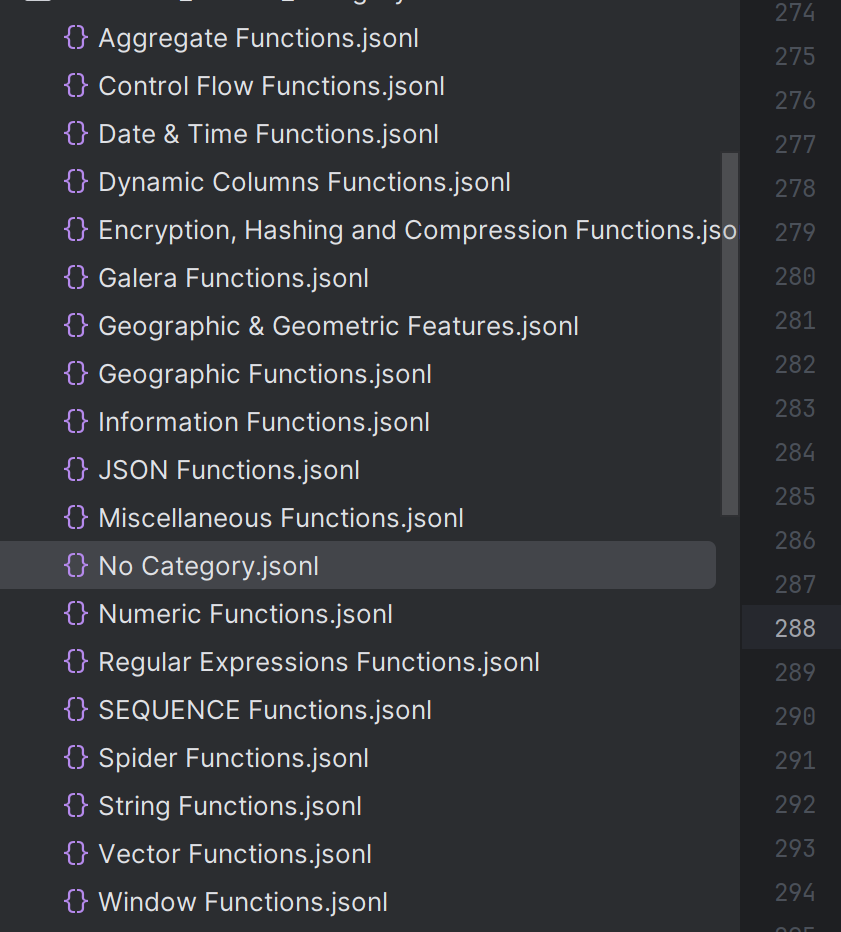 Aggregate Functions.jsonl
Control Flow Functions.jsonl
Date & Time Functions.jsonl
Dynamic Columns Functions.jsonl
Encryption, Hashing and Compression Functions.jso
Galera Functions.jsonl
Geographic & Geometric Features.jsonl
Geographic Functions.jsonl
Information Functions.jsonl
JSON Functions.jsonl
Miscellaneous Functions.jsonl
No Category.jsonl
Numeric Functions.jsonl
Regular Expressions Functions.jsonl
SEQUENCE Functions.jsonl
Spider Functions.jsonl
String Functions.jsonl
Vector Functions.jsonl
Window Functions.jsonl
274
275
276
277
278
279
280
281
282
283
284
285
286
287
288
289
290
291
292
293
294